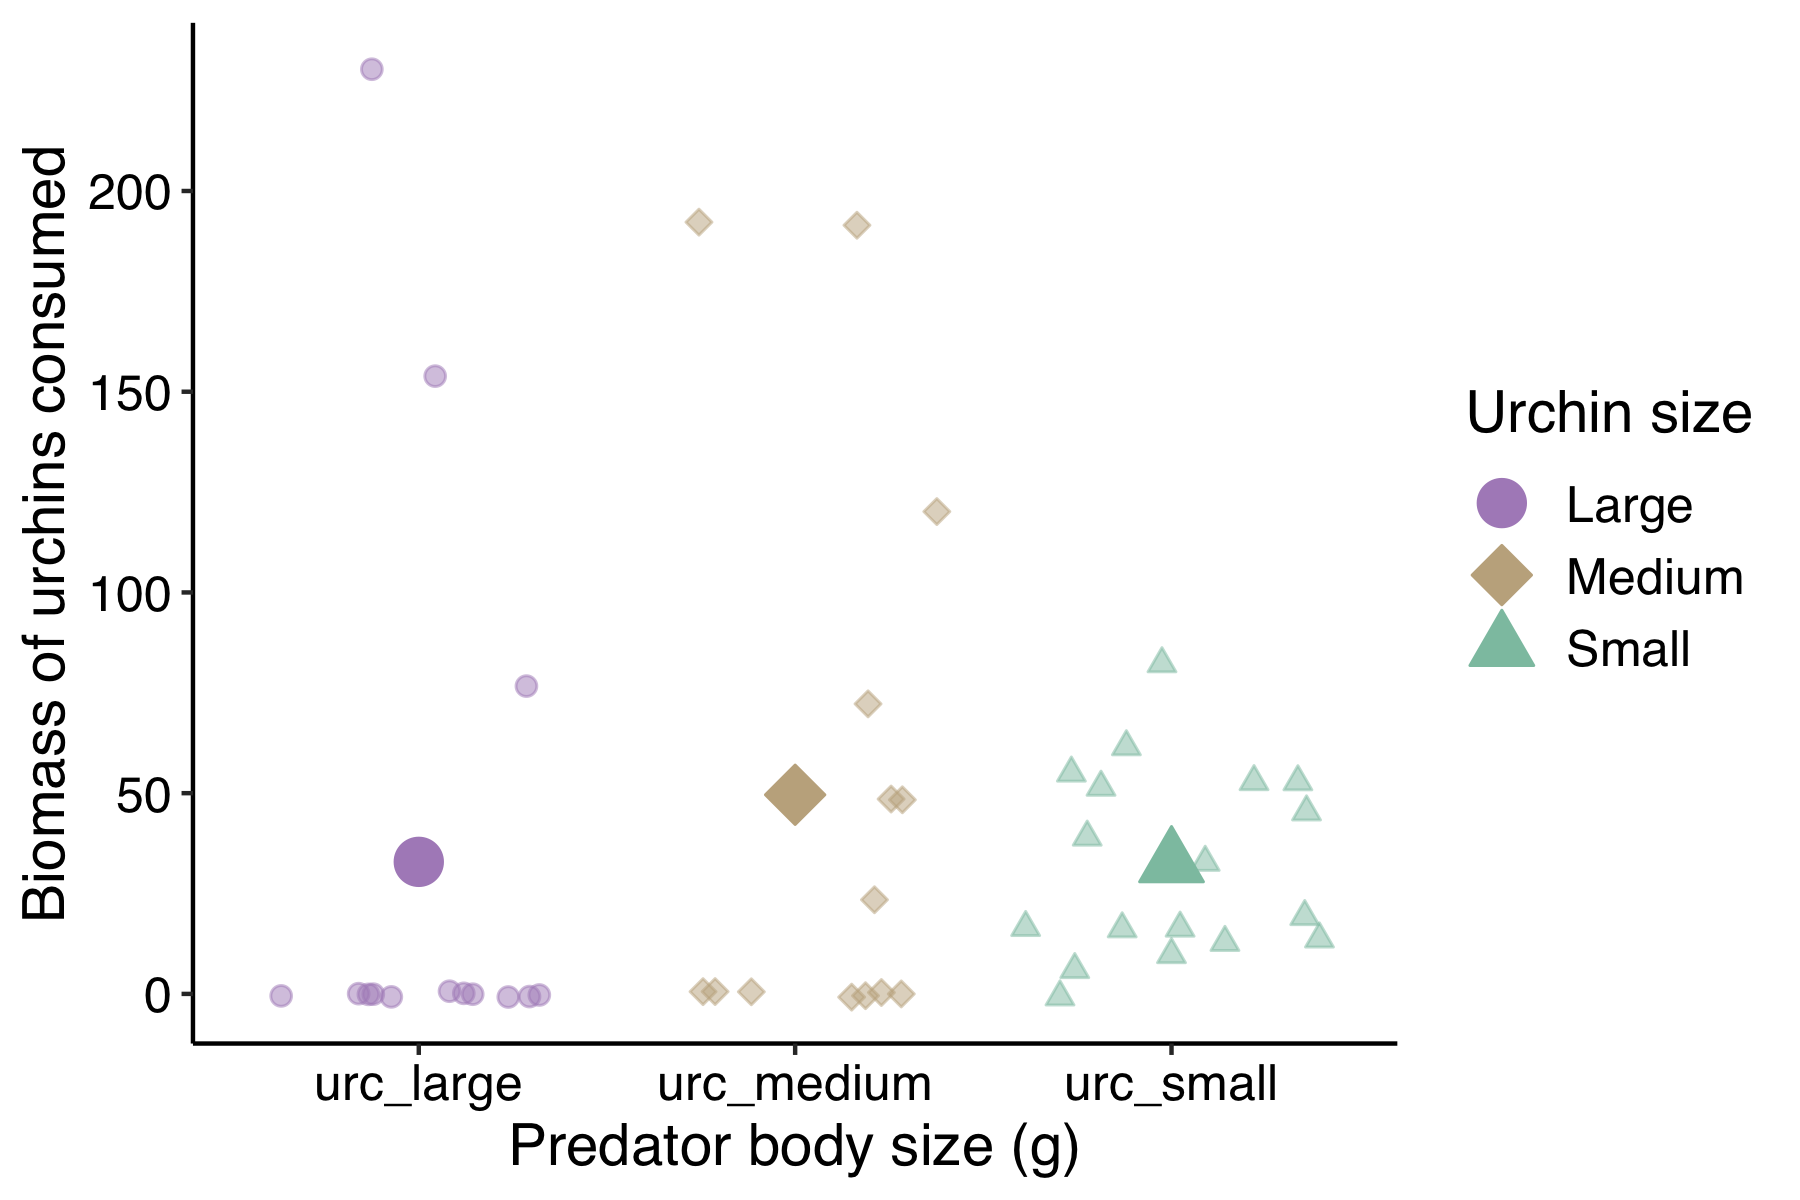 Biomass of urchins consumed
200
150
100
50
0
urc_large
urc_medium
urc_small
Predator body size (g)
Urchin size
Large
Medium
Small